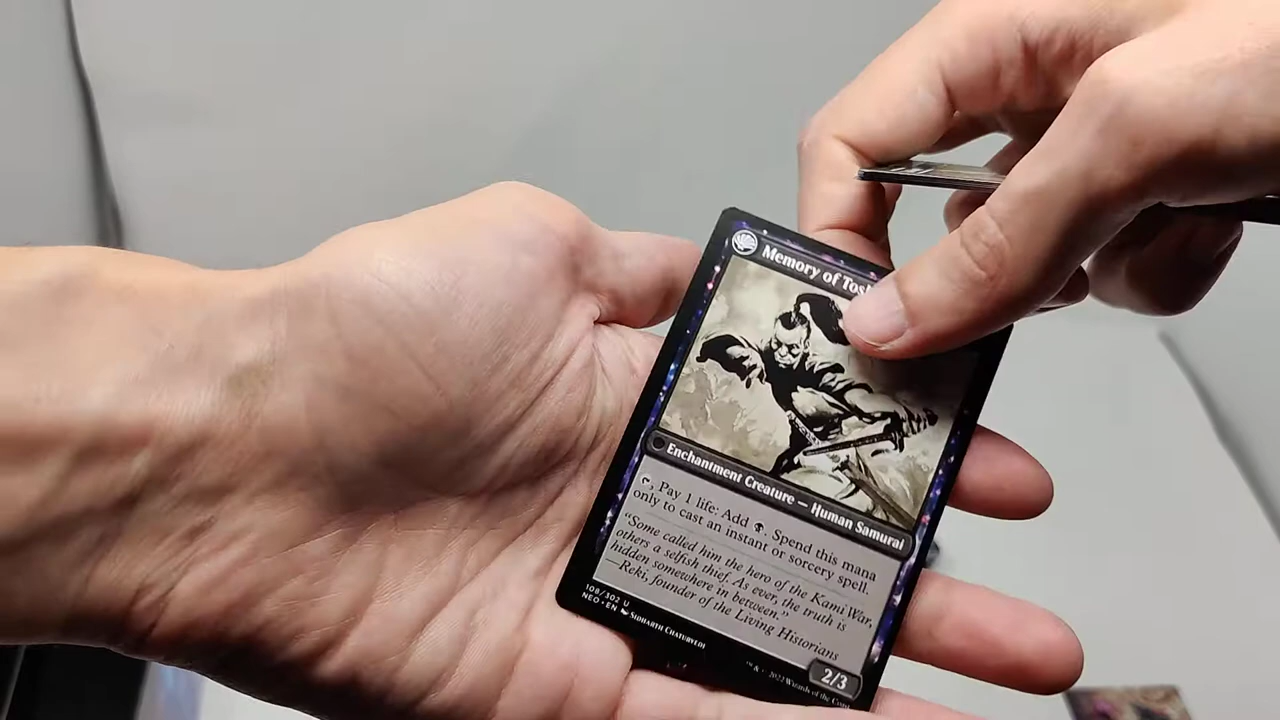 Memory of Tosh
Enchantment Creature — Human Samurai
, Pay 1 life: Add . Spend this mana
only to cast an instant or sorcery spell.
"Some called him the hero of the Kami War,
others a selfish thief. As ever, the truth is
hidden somewhere in between."
—Reki, founder of the Living Historians
2/3
108/302 U
NEO • EN SIDHARTH CHATURVEDI
™ & © 2022 Wizards of the Coast